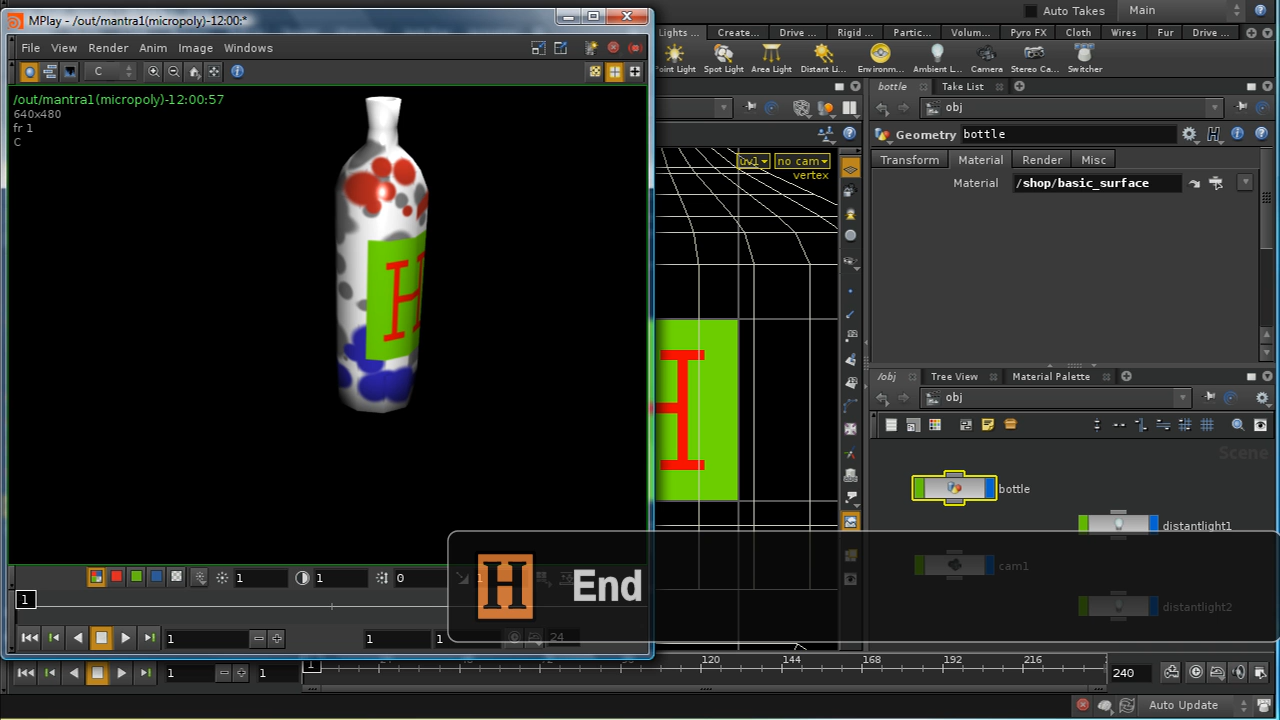 MPlay - /out/mantra1(micropoly)-12:00:*
Auto Takes
Main
File View Render Anim Image Windows
Lights ... Create... Drive ... Rigid ... Partic... Volum... Pyro FX Cloth Wires Fur Drive ...
oint Light Spot Light Area Light Distant Li... Environm... Ambient L... Camera Stereo Ca... Switcher
C
/out/mantra1(micropoly)-12:00:57
640x480
fr 1
C
bottle Take List
obj
Geometry bottle
uv1 no cam
vertex
Transform Material Render Misc
Material /shop/basic_surface
H
H
/obj Tree View Material Palette
obj
Scene
bottle
distantlight1
cam1
distantlight2
1 1 0 1
H End
1
1 1 1 24
1 1 1 120 144 168 192 216 240
Auto Update